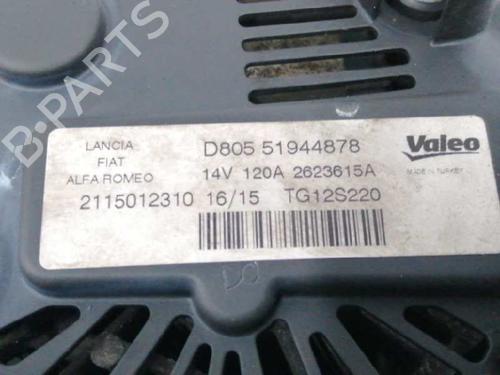 B-PARTS
LANCIA
FIAT
ALFA ROMEO
D805 51944878
14V 120A 2623615A
2115012310 16/15 TG12S220
Valeo
MADE IN TURKEY